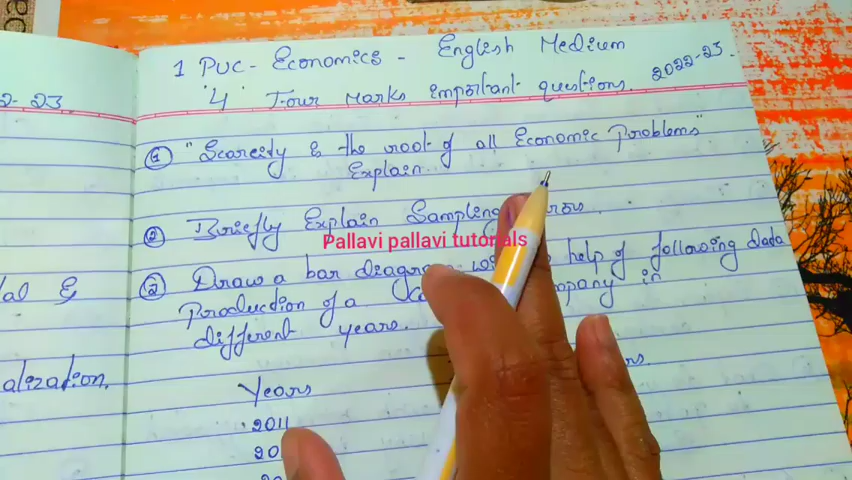 1 PUC - Economics - English Medium
"4" Four Marks important questions. 2022-23.
2-23.
① "Scarcity is the root of all Economic Problems"
Explain
② Briefly Explain Sampling
Pallavi pallavi tutorials
③ Draw a bar diagram help of following data
Production of a in
different years.
alization.
Years
2011
20